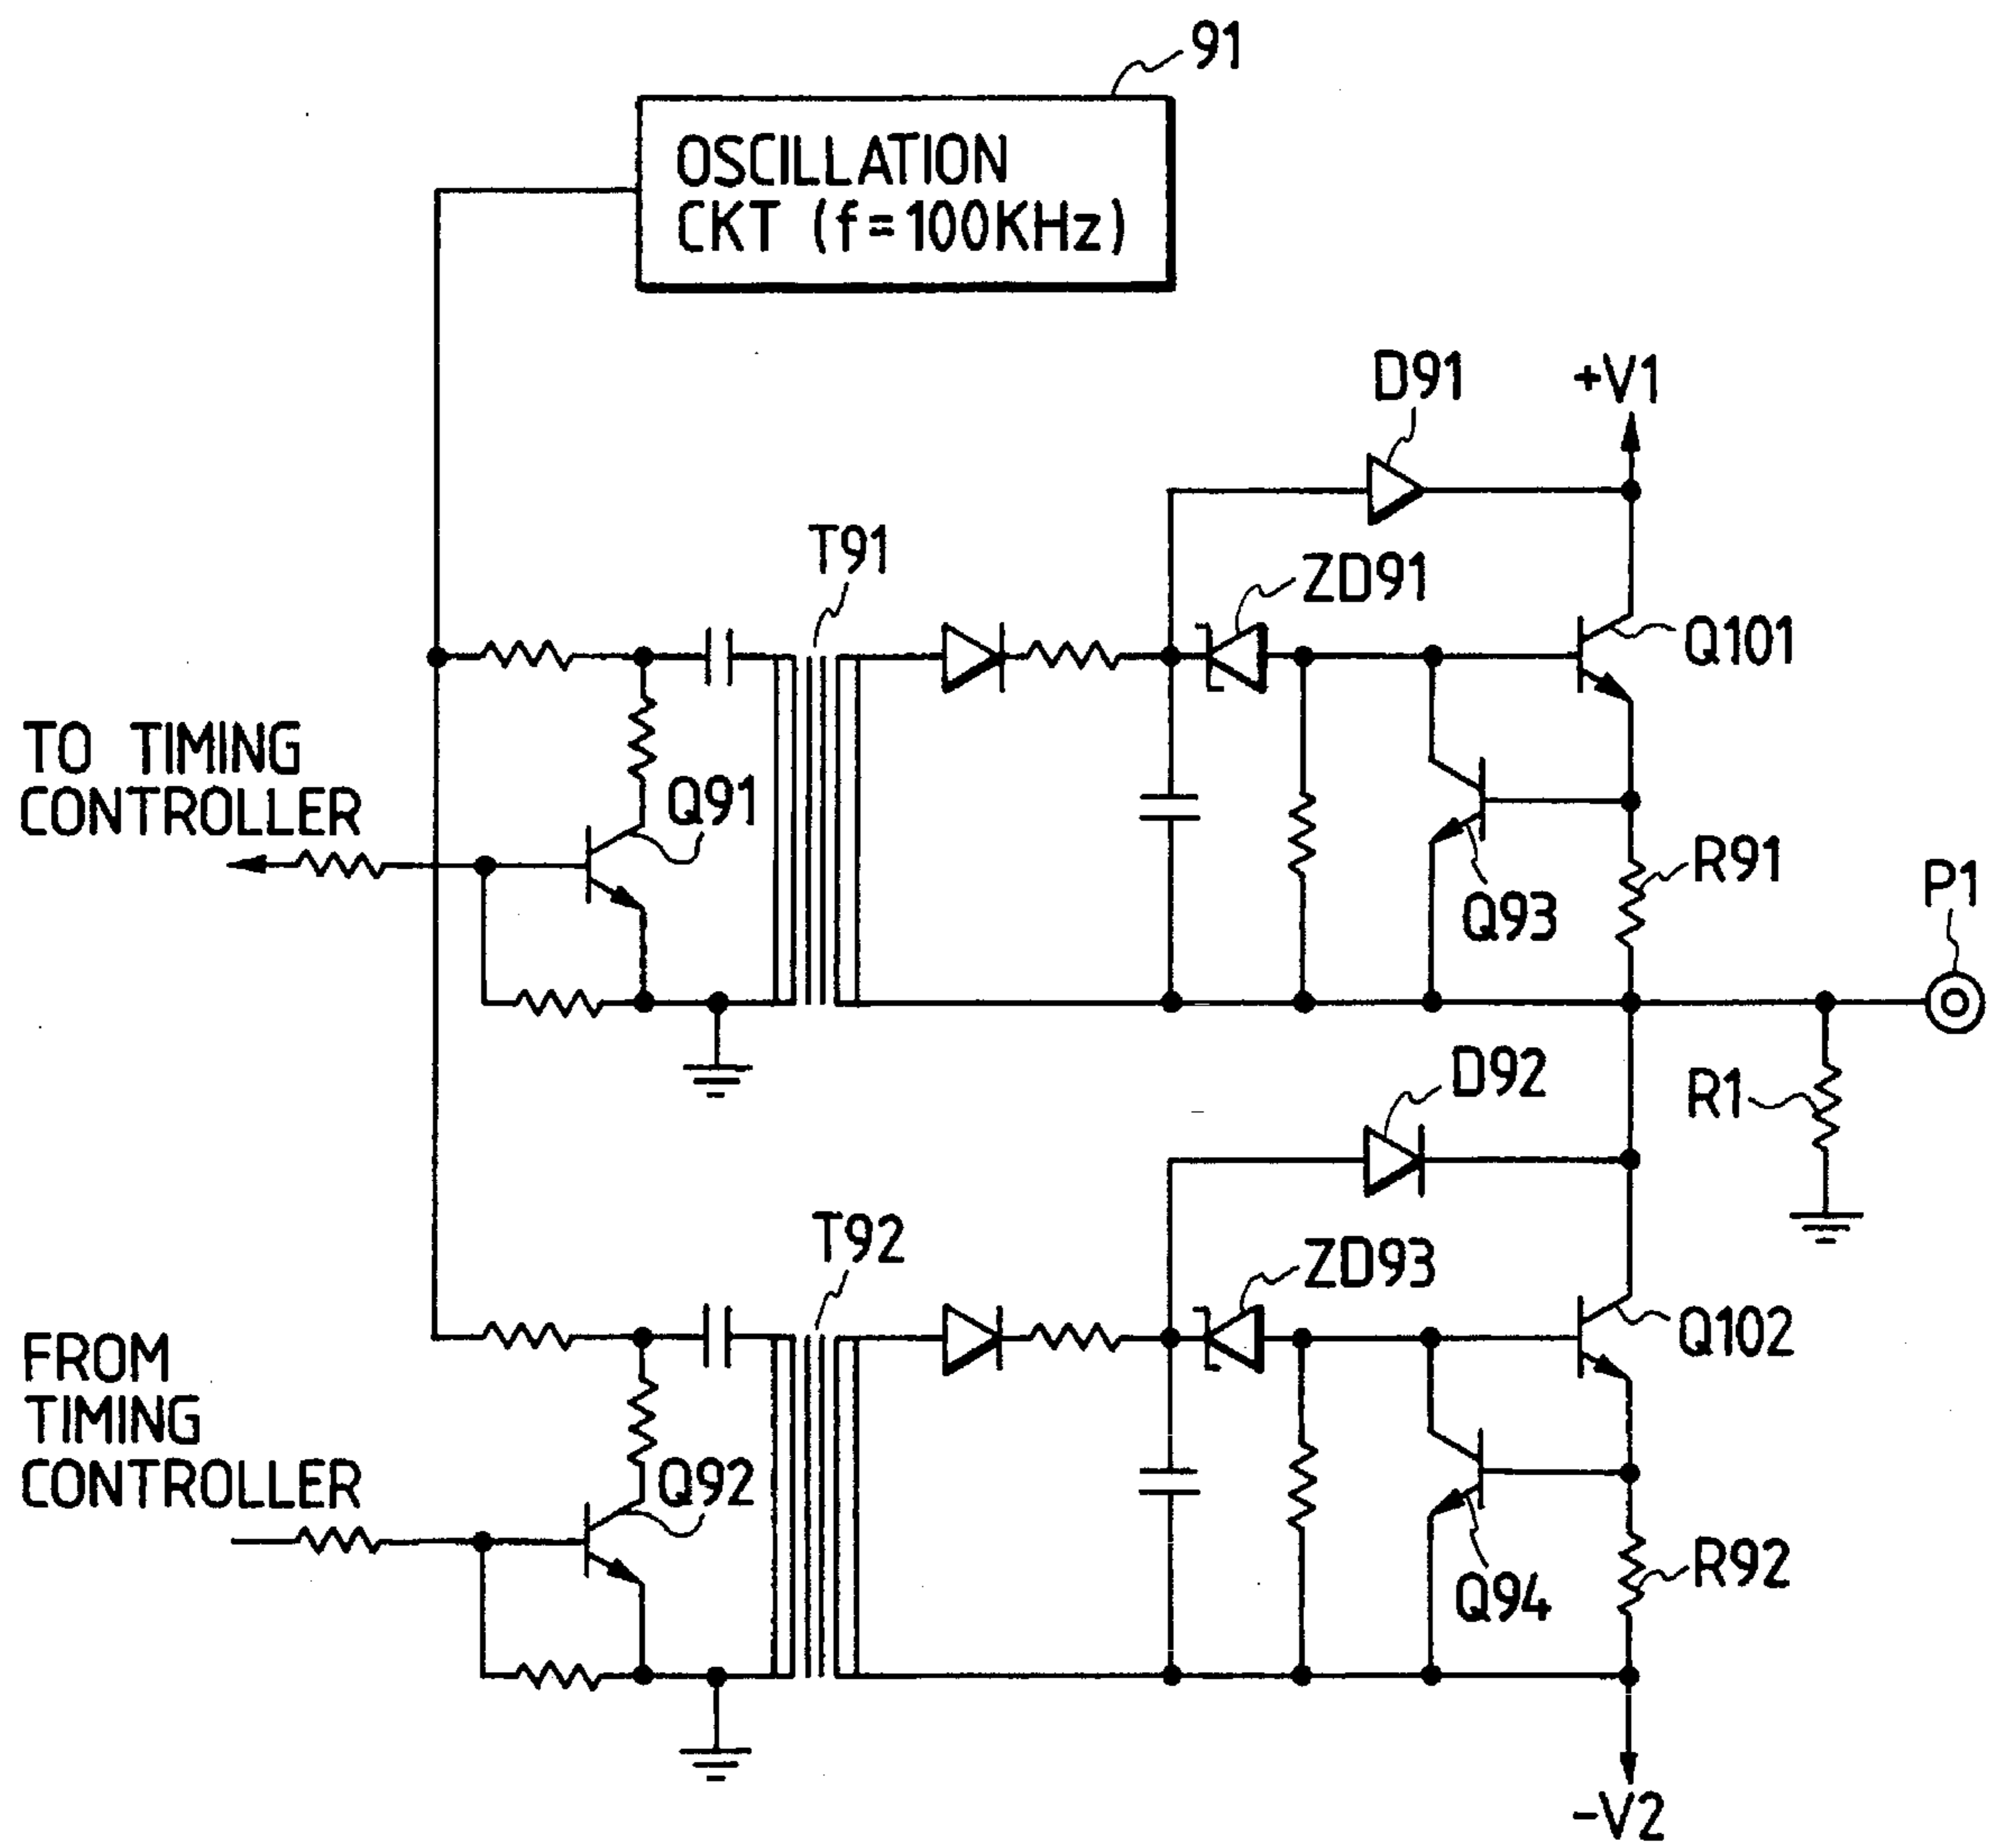 91
OSCILLATION
CKT (f=100KHz)
D91
+V1
T91
ZD91
Q101
TO TIMING
CONTROLLER
Q91
R91
Q93
P1
D92
R1
T92
ZD93
Q102
FROM
TIMING
CONTROLLER
Q92
R92
Q94
-V2